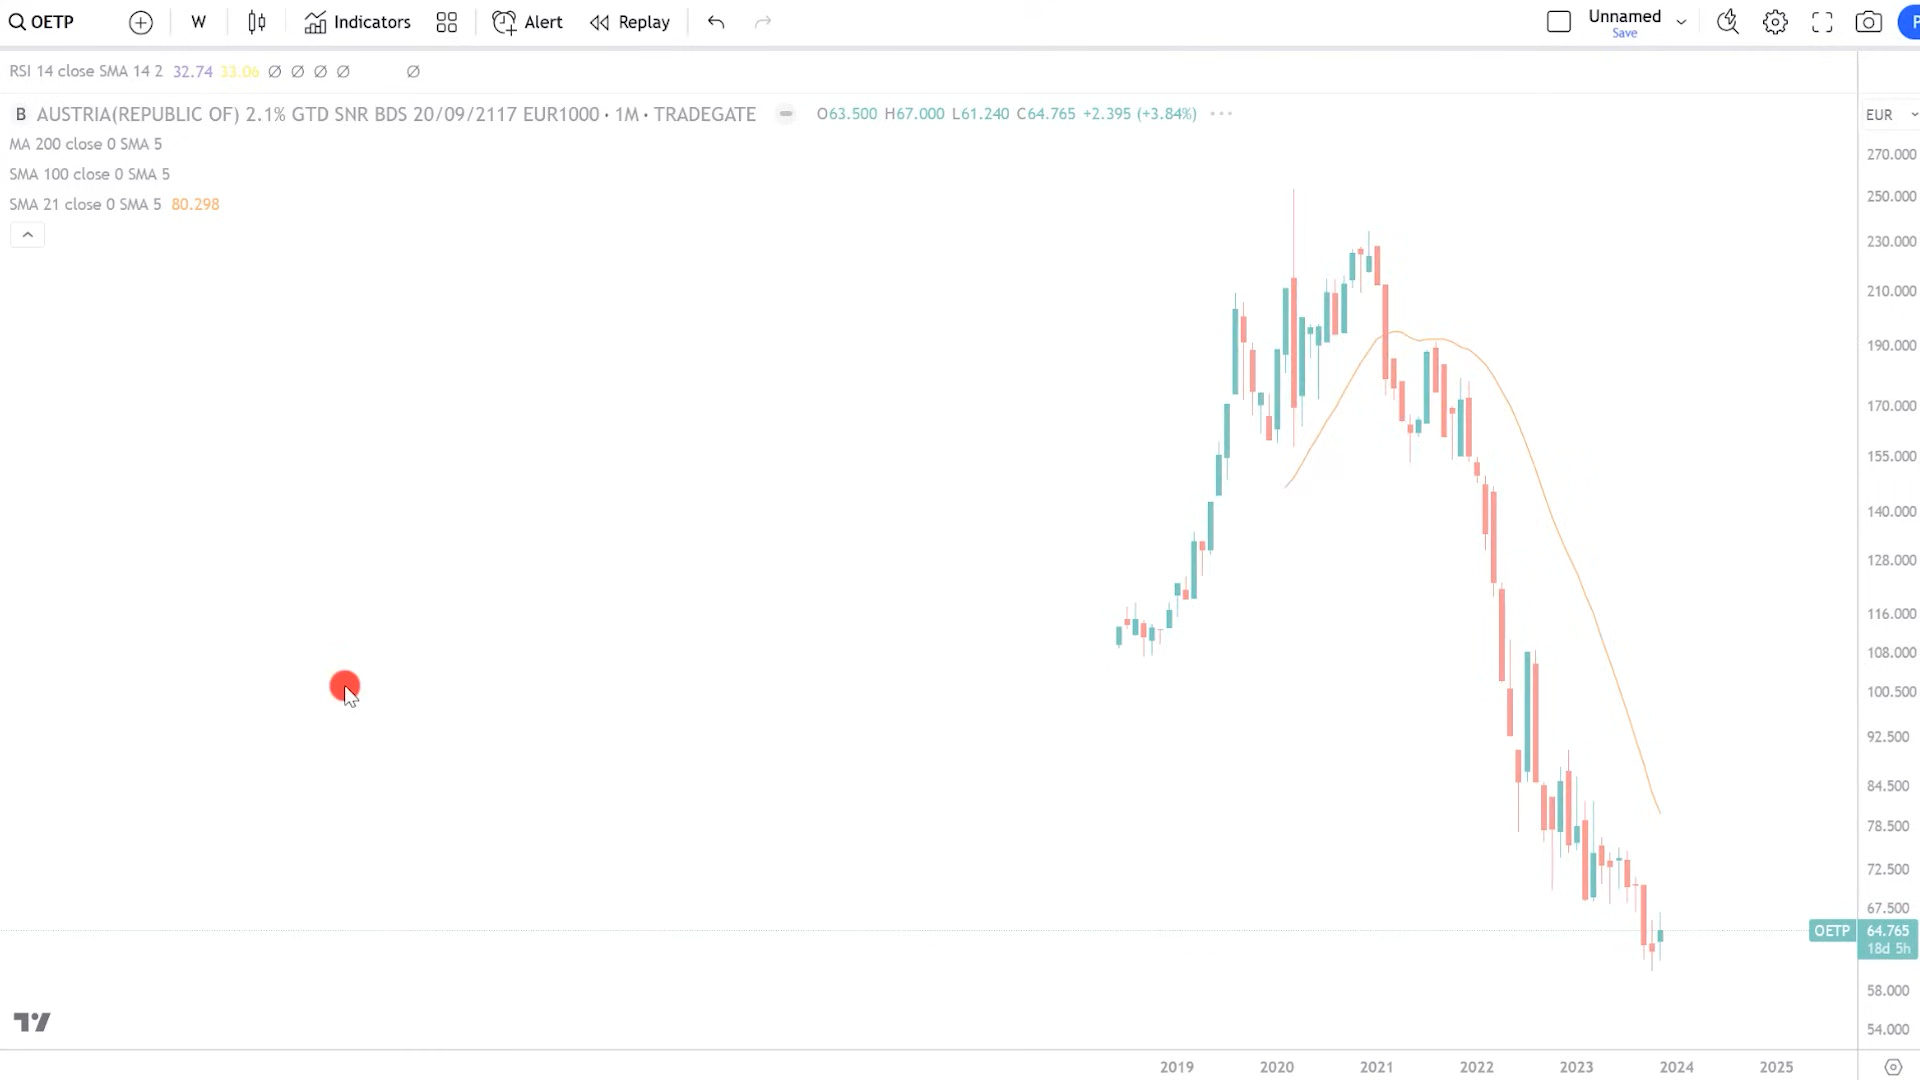 OETP
W
Indicators
Alert
Replay
Unnamed
Save
P
RSI 14 close SMA 14 2 32.74 33.06 Ø Ø Ø Ø Ø
B AUSTRIA(REPUBLIC OF) 2.1% GTD SNR BDS 20/09/2117 EUR1000 · 1M · TRADEGATE O63.500 H67.000 L61.240 C64.765 +2.395 (+3.84%) ···
EUR
MA 200 close 0 SMA 5
SMA 100 close 0 SMA 5
SMA 21 close 0 SMA 5 80.298
270.000
250.000
230.000
210.000
190.000
170.000
155.000
140.000
128.000
116.000
108.000
100.500
92.500
84.500
78.500
72.500
67.500
OETP 64.765
18d 5h
58.000
54.000
2019 2020 2021 2022 2023 2024 2025